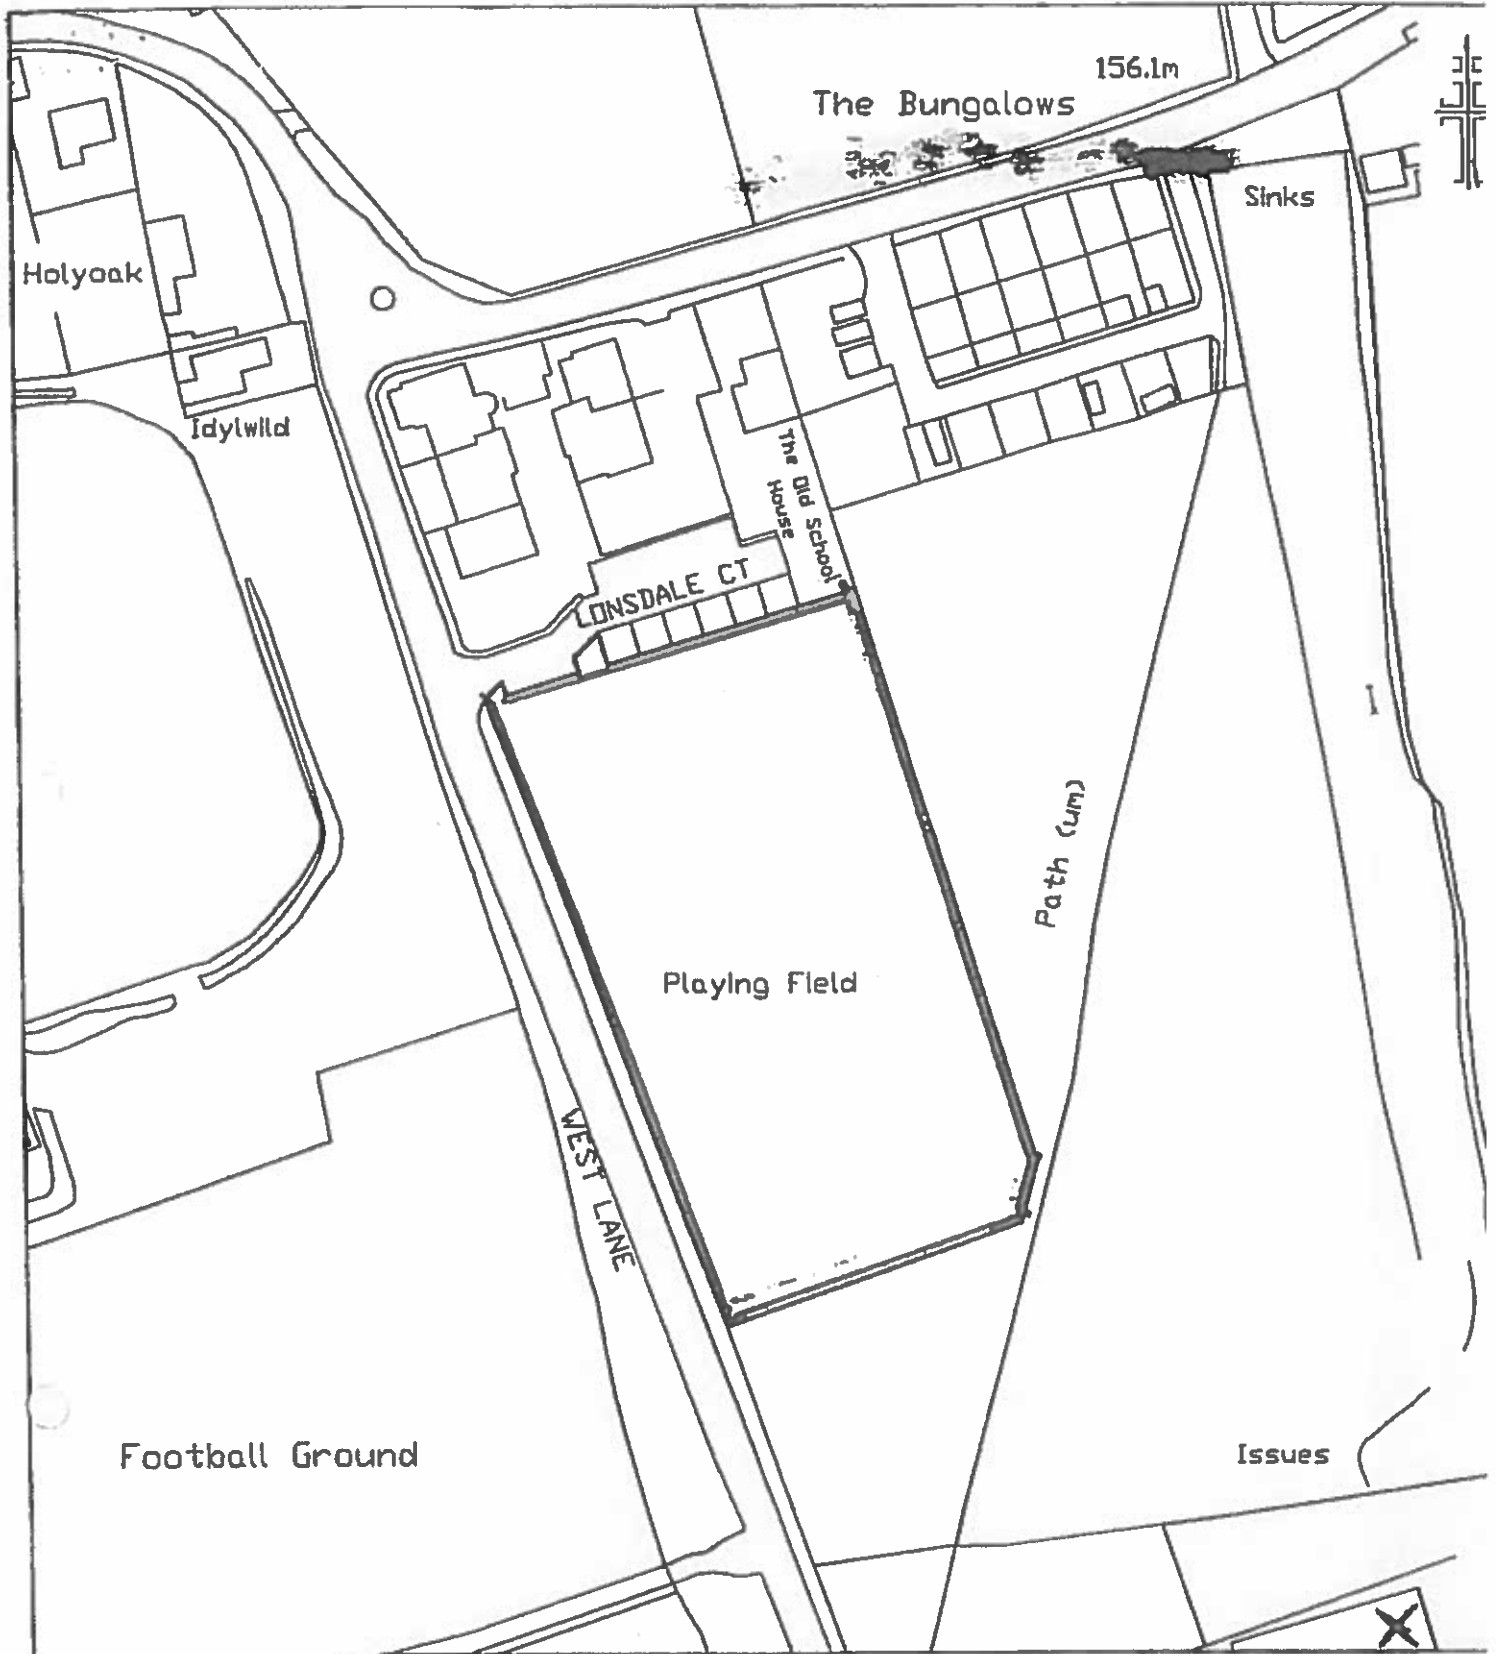 156.1m
The Bungalows
Sinks
Holyoak
Idylwild
The Old School
House
LONSDALE CT
Path (um)
Playing Field
WEST LANE
Football Ground
Issues